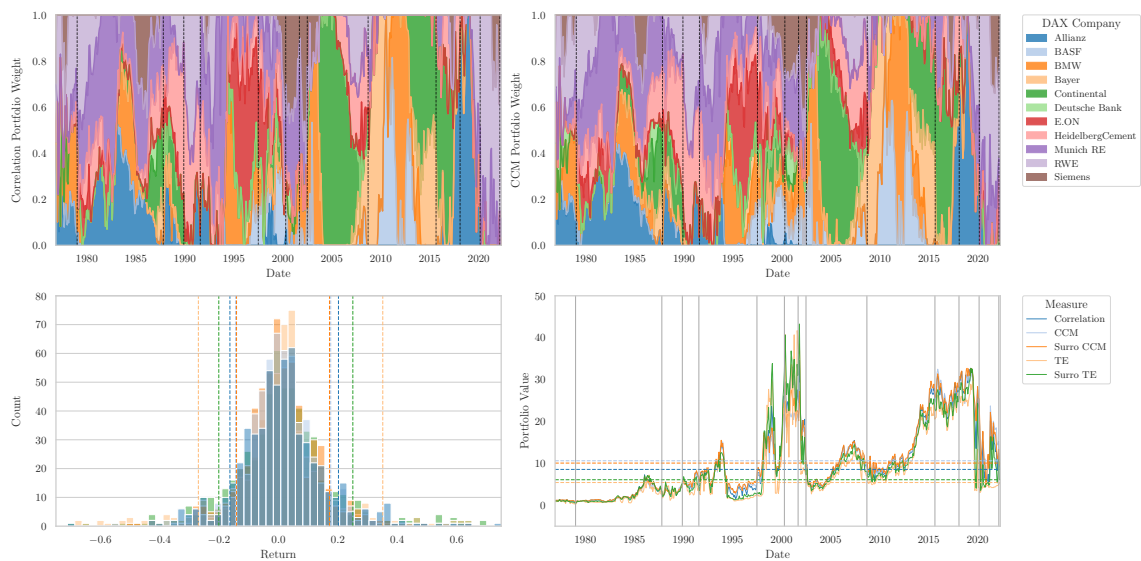 Correlation Portfolio Weight
1.0
0.8
0.6
0.4
0.2
0.0
1980 1985 1990 1995 2000 2005 2010 2015 2020
Date
CCM Portfolio Weight
1.0
0.8
0.6
0.4
0.2
0.0
1980 1985 1990 1995 2000 2005 2010 2015 2020
Date
DAX Company
Allianz
BASF
BMW
Bayer
Continental
Deutsche Bank
E.ON
HeidelbergCement
Munich RE
RWE
Siemens
Count
80
70
60
50
40
30
20
10
0
−0.6 −0.4 −0.2 0.0 0.2 0.4 0.6
Return
Portfolio Value
50
40
30
20
10
0
1980 1985 1990 1995 2000 2005 2010 2015 2020
Date
Measure
Correlation
CCM
Surro CCM
TE
Surro TE